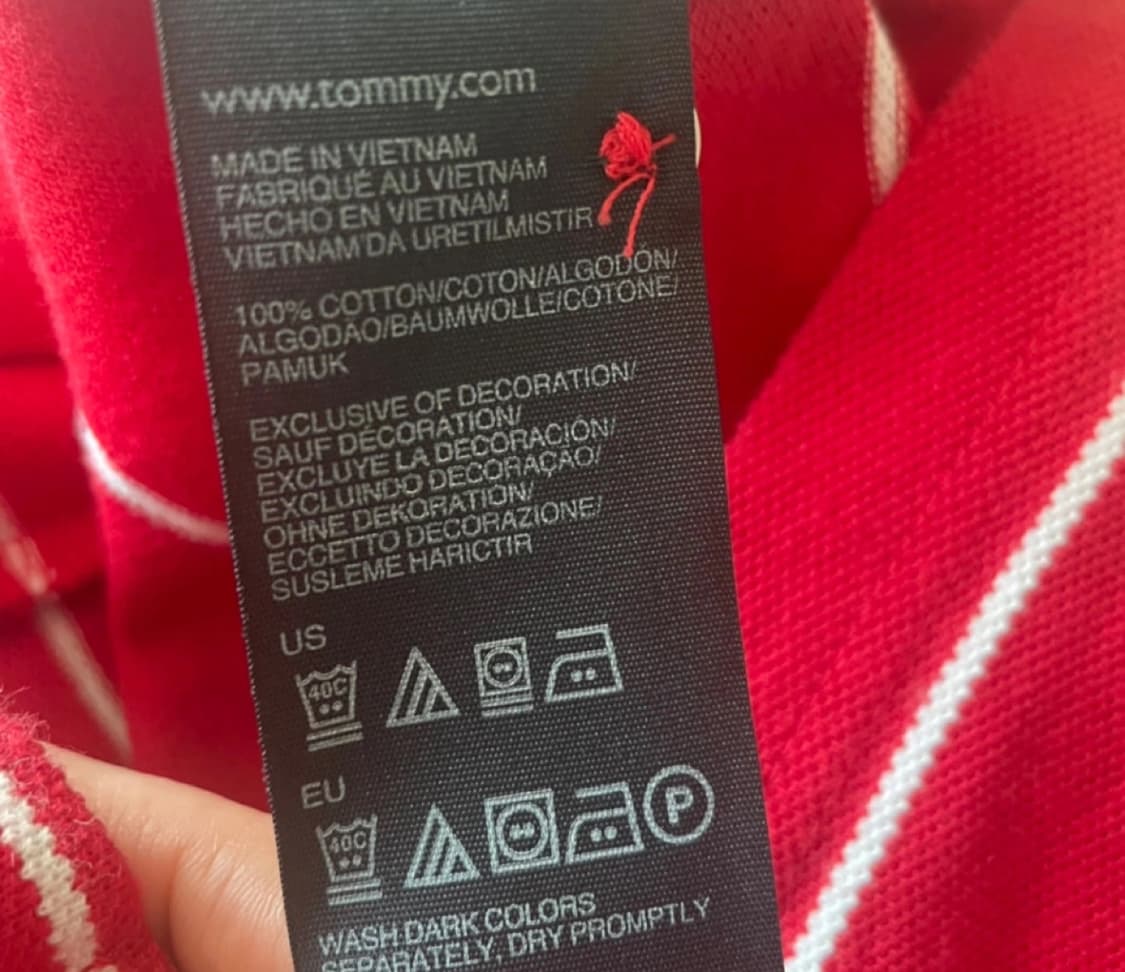 www.tommy.com
MADE IN VIETNAM
FABRIQUÉ AU VIETNAM
HECHO EN VIETNAM
VIETNAM'DA URETILMISTIR
100% COTTON/COTON/ALGODÓN/
ALGODAO/BAUMWOLLE/COTONE/
PAMUK
EXCLUSIVE OF DECORATION/
SAUF DÉCORATION/
EXCLUYE LA DECORACIÓN/
EXCLUINDO DECORAÇAO/
OHNE DEKORATION/
ECCETTO DECORAZIONE/
SUSLEME HARICTIR
US
40C
EU
40C P
WASH DARK COLORS
SEPARATELY, DRY PROMPTLY